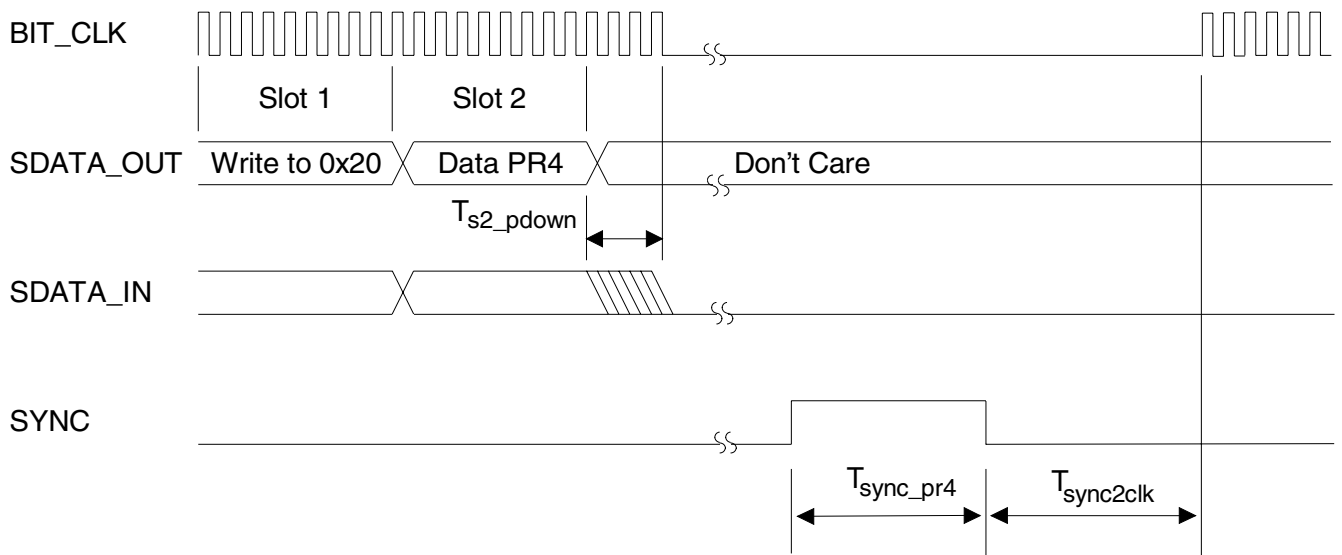 BIT_CLK
Slot 1 Slot 2
SDATA_OUT Write to 0x20 Data PR4 Don't Care
Ts2_pdown
SDATA_IN
SYNC
Tsync_pr4 Tsync2clk